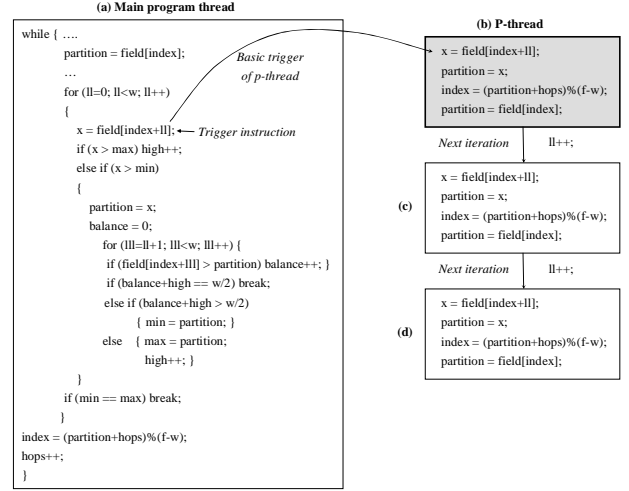 (a) Main program thread
while { ….
partition = field[index];
…
for (ll=0; ll<w; ll++)
{
x = field[index+ll];
Trigger instruction
if (x > max) high++;
else if (x > min)
{
partition = x;
balance = 0;
for (lll=ll+1; lll<w; lll++) {
if (field[index+lll] > partition) balance++; }
if (balance+high == w/2) break;
else if (balance+high > w/2)
{ min = partition; }
else { max = partition;
high++; }
}
if (min == max) break;
}
index = (partition+hops)%(f-w);
hops++;
}
Basic trigger
of p-thread
(b) P-thread
x = field[index+ll];
partition = x;
index = (partition+hops)%(f-w);
partition = field[index];
Next iteration ll++;
(c)
x = field[index+ll];
partition = x;
index = (partition+hops)%(f-w);
partition = field[index];
Next iteration ll++;
(d)
x = field[index+ll];
partition = x;
index = (partition+hops)%(f-w);
partition = field[index];